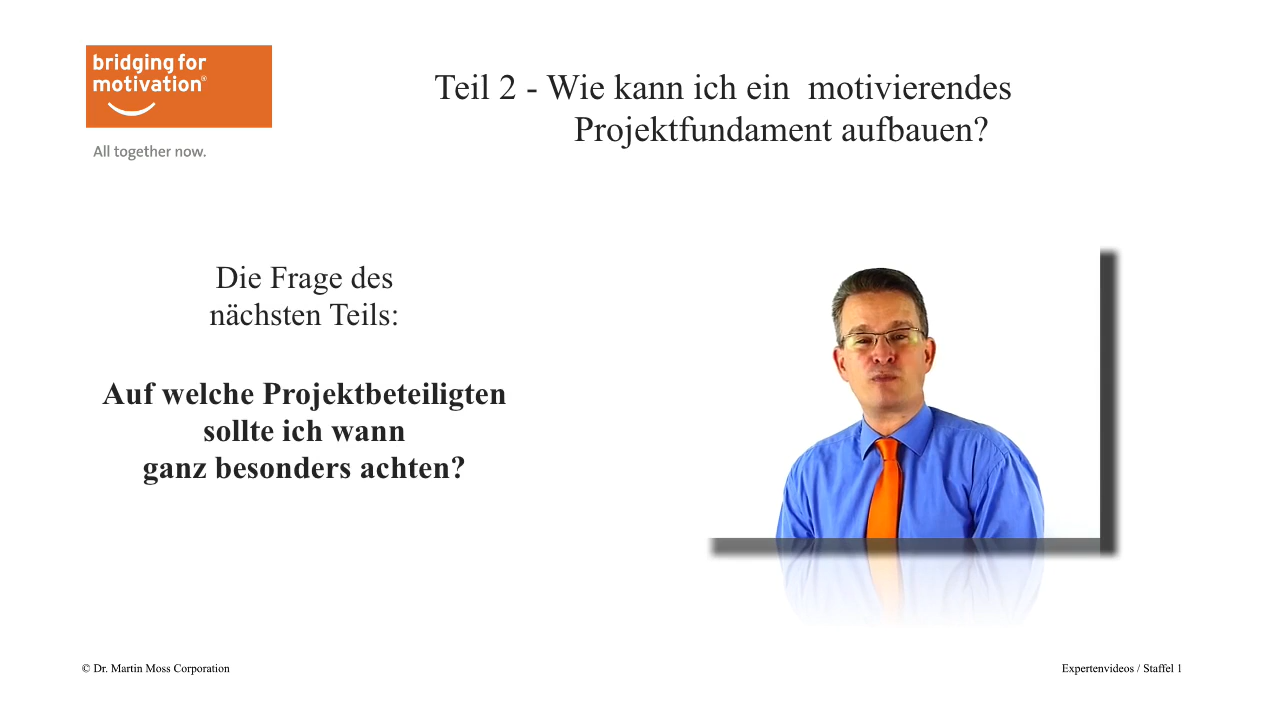 bridging for
motivation®
All together now.
Teil 2 - Wie kann ich ein  motivierendes
Projektfundament aufbauen?
Die Frage des
nächsten Teils:
Auf welche Projektbeteiligten
sollte ich wann
ganz besonders achten?
© Dr. Martin Moss Corporation
Expertenvideos / Staffel 1